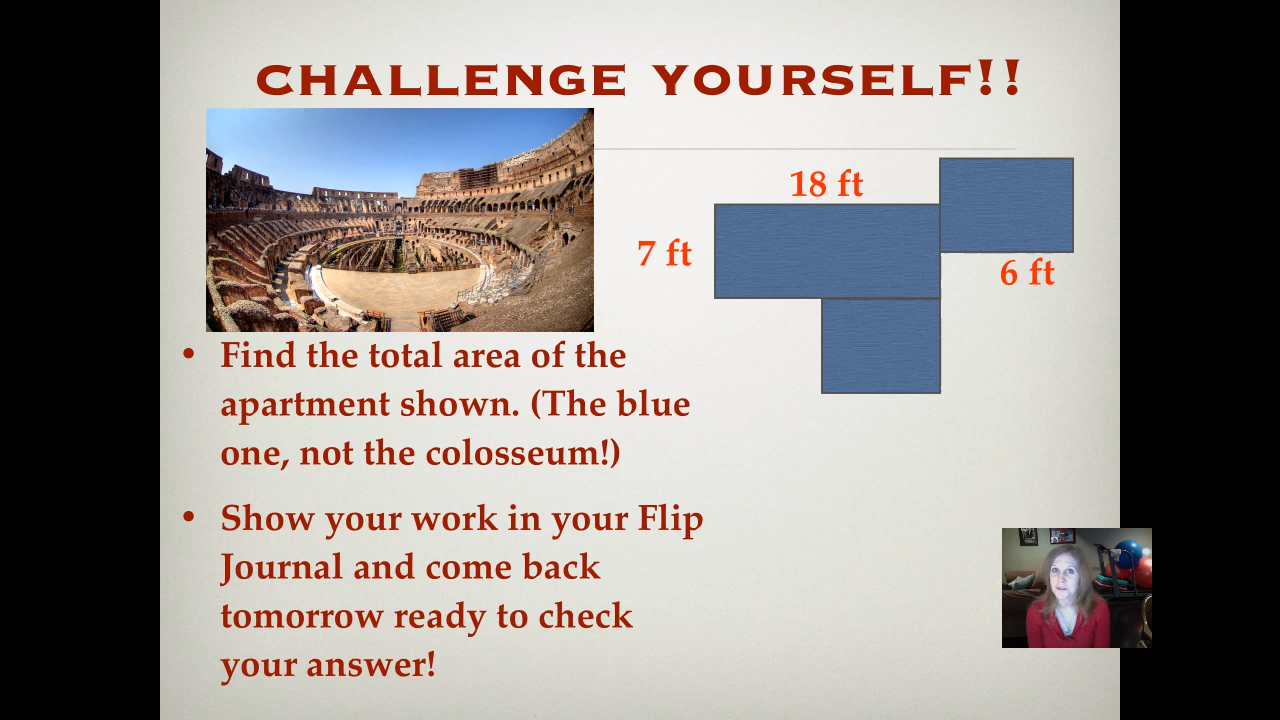 CHALLENGE YOURSELF!!
18 ft
7 ft
6 ft
• Find the total area of the
apartment shown. (The blue
one, not the colosseum!)
• Show your work in your Flip
Journal and come back
tomorrow ready to check
your answer!